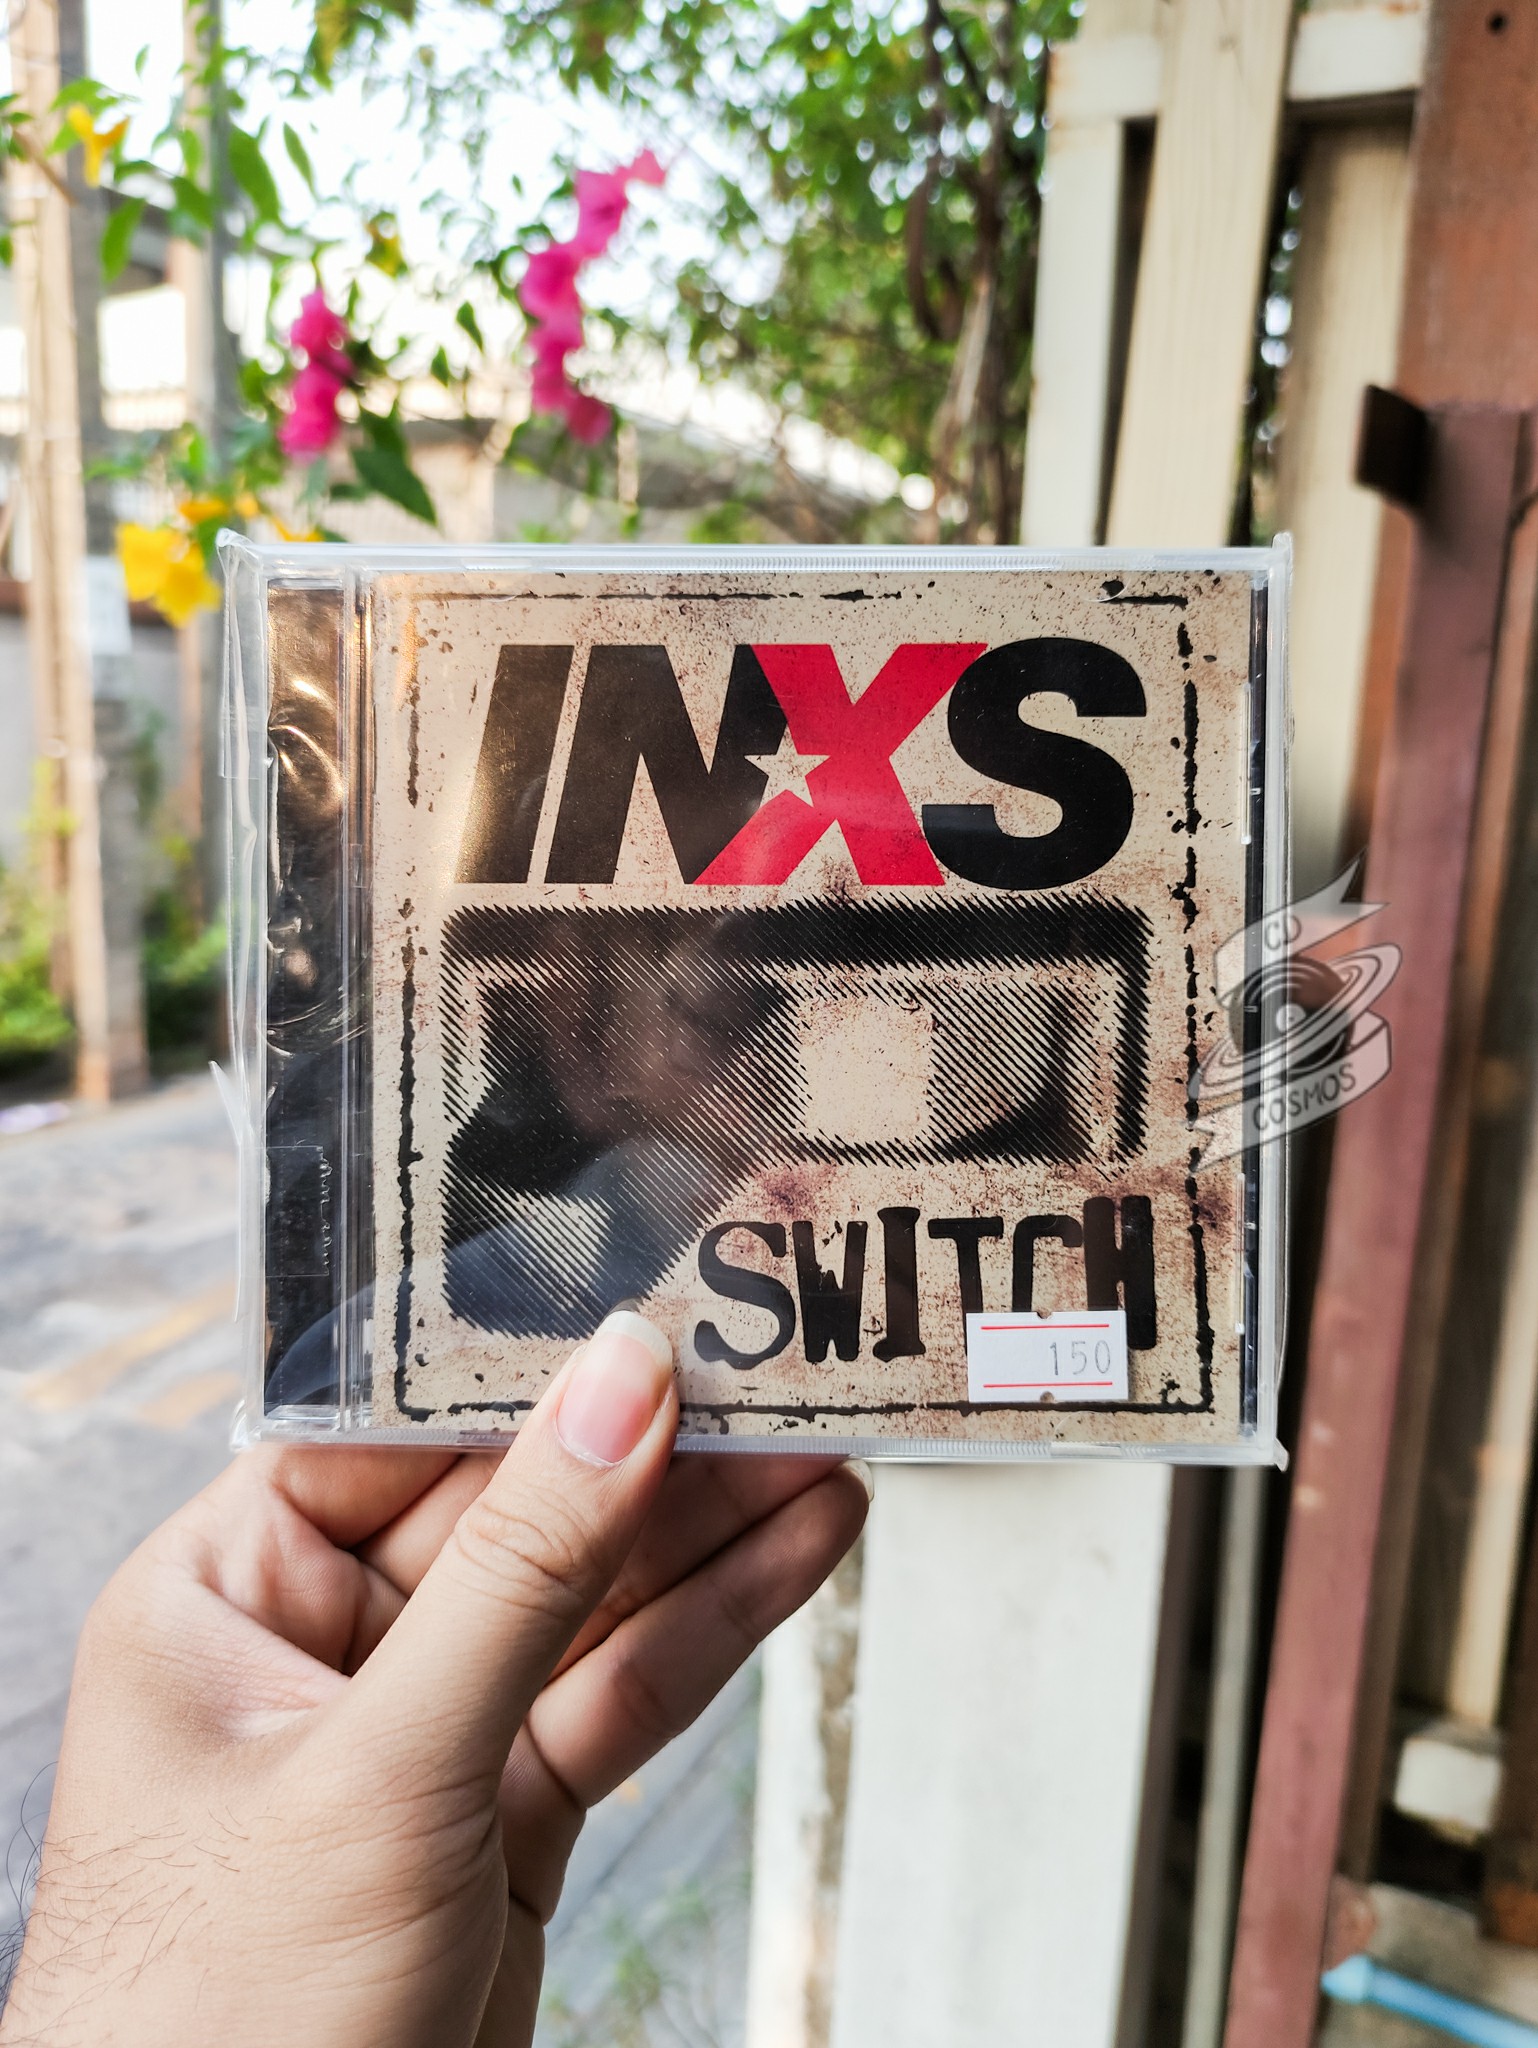 INXS
SWITCH
150
CD
COSMOS